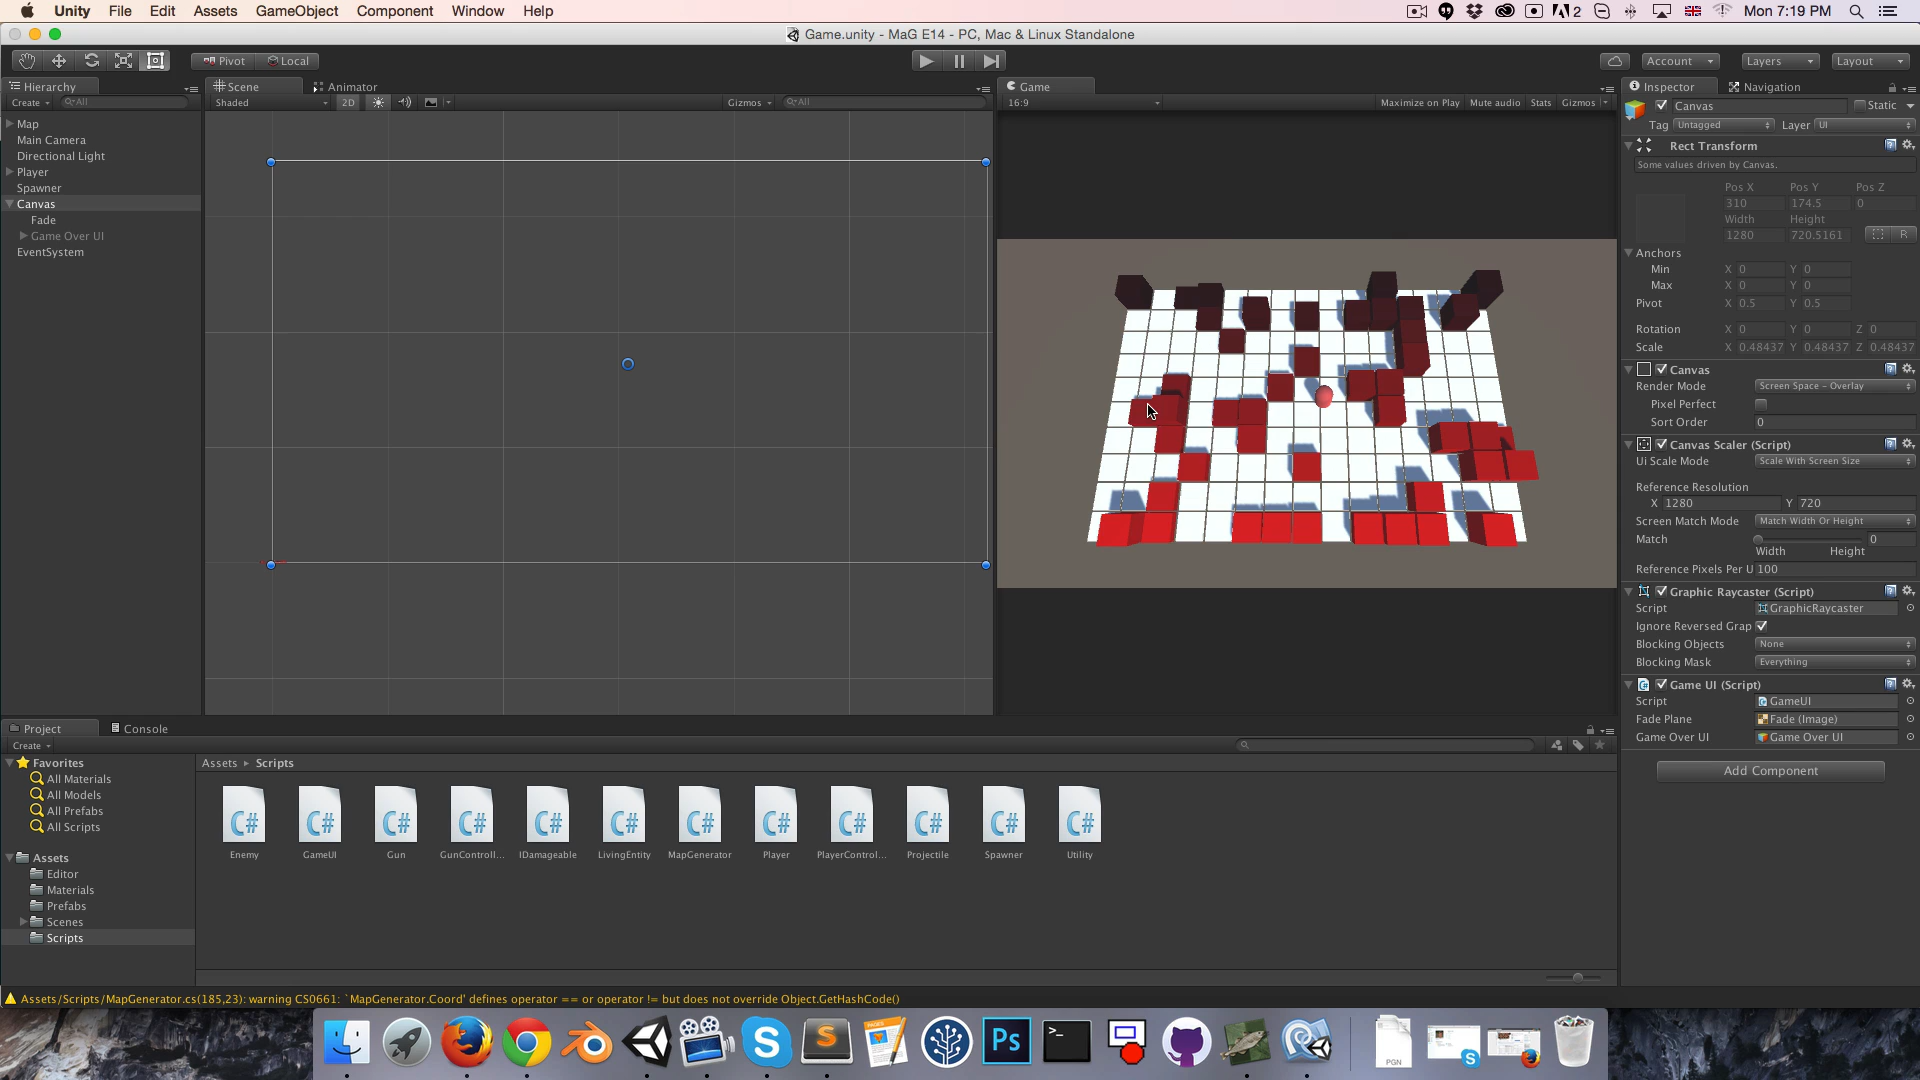 Unity File Edit Assets GameObject Component Window Help
2 Mon 7:19 PM
Game.unity - MaG E14 - PC, Mac & Linux Standalone
Pivot Local
Account Layers Layout
Hierarchy
Create All
Map
Main Camera
Directional Light
Player
Spawner
Canvas
Fade
Game Over UI
EventSystem
Scene Animator
Shaded 2D Gizmos All
Game
16:9 Maximize on Play Mute audio Stats Gizmos
Inspector Navigation
Canvas Static
Tag Untagged Layer UI
Rect Transform
Some values driven by Canvas.
Pos X Pos Y Pos Z
310 174.5 0
Width Height
1280 720.5161 R
Anchors
Min X 0 Y 0
Max X 0 Y 0
Pivot X 0.5 Y 0.5
Rotation X 0 Y 0 Z 0
Scale X 0.48437 Y 0.48437 Z 0.48437
Canvas
Render Mode Screen Space - Overlay
Pixel Perfect
Sort Order 0
Canvas Scaler (Script)
Ui Scale Mode Scale With Screen Size
Reference Resolution
X 1280 Y 720
Screen Match Mode Match Width Or Height
Match 0
Width Height
Reference Pixels Per U 100
Graphic Raycaster (Script)
Script GraphicRaycaster
Ignore Reversed Grap
Blocking Objects None
Blocking Mask Everything
Game UI (Script)
Script GameUI
Fade Plane Fade (Image)
Game Over UI Game Over UI
Add Component
Project Console
Create
Favorites
All Materials
All Models
All Prefabs
All Scripts
Assets
Editor
Materials
Prefabs
Scenes
Scripts
Assets Scripts
C# C# C# C# C# C# C# C# C# C# C# C#
Enemy GameUI Gun GunControll... IDamageable LivingEntity MapGenerator Player PlayerControl... Projectile Spawner Utility
Assets/Scripts/MapGenerator.cs(185,23): warning CS0661: `MapGenerator.Coord' defines operator == or operator != but does not override Object.GetHashCode()
S S Ps >_ PGN S